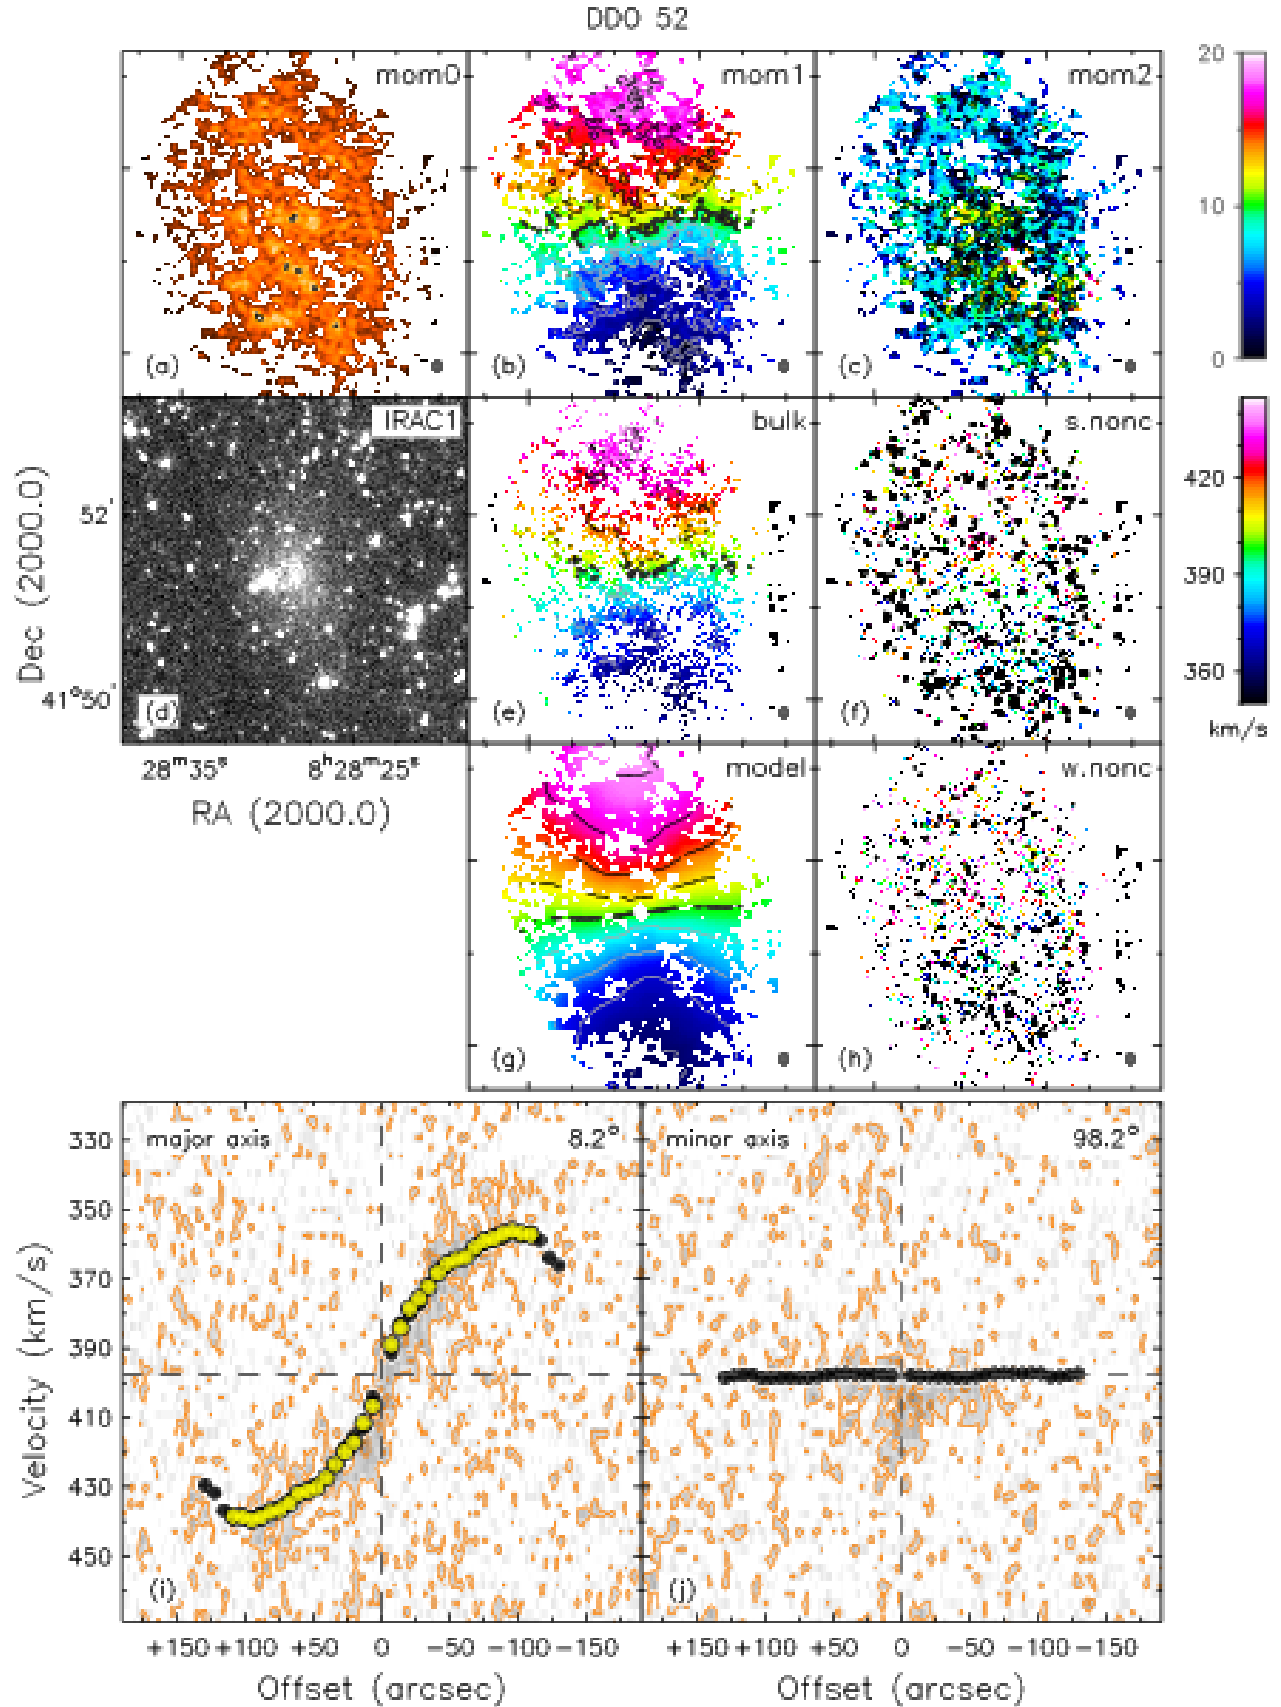 DDO 52
mom0
mom1
mom2
20
10
0
(a)
(b)
(c)
IRAC1
bulk
s.nonc
420
390
360
km/s
Dec (2000.0)
52'
41°50'
(d)
(e)
(f)
28ᵐ35ˢ
8ʰ28ᵐ25ˢ
RA (2000.0)
model
w.nonc
(g)
(h)
major axis
8.2°
minor axis
98.2°
Velocity (km/s)
330
350
370
390
410
430
450
(i)
(j)
+150 +100 +50 0 -50 -100 -150
+150 +100 +50 0 -50 -100 -150
Offset (arcsec)
Offset (arcsec)